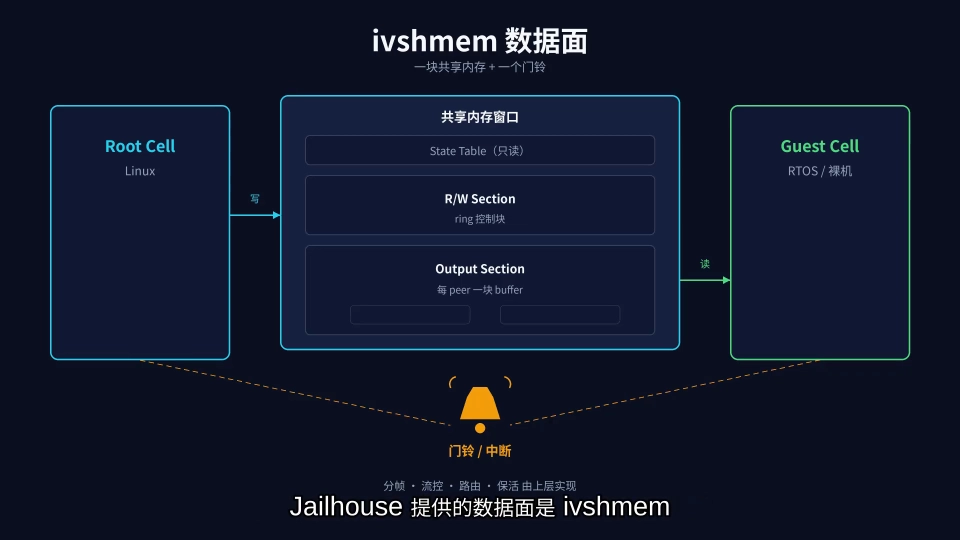 ivshmem 数据面
一块共享内存 + 一个门铃
Root Cell
Linux
写
共享内存窗口
State Table（只读）
R/W Section
ring 控制块
Output Section
每 peer 一块 buffer
读
Guest Cell
RTOS / 裸机
门铃 / 中断
分帧 • 流控 • 路由 • 保活 由上层实现
Jailhouse 提供的数据面是 ivshmem